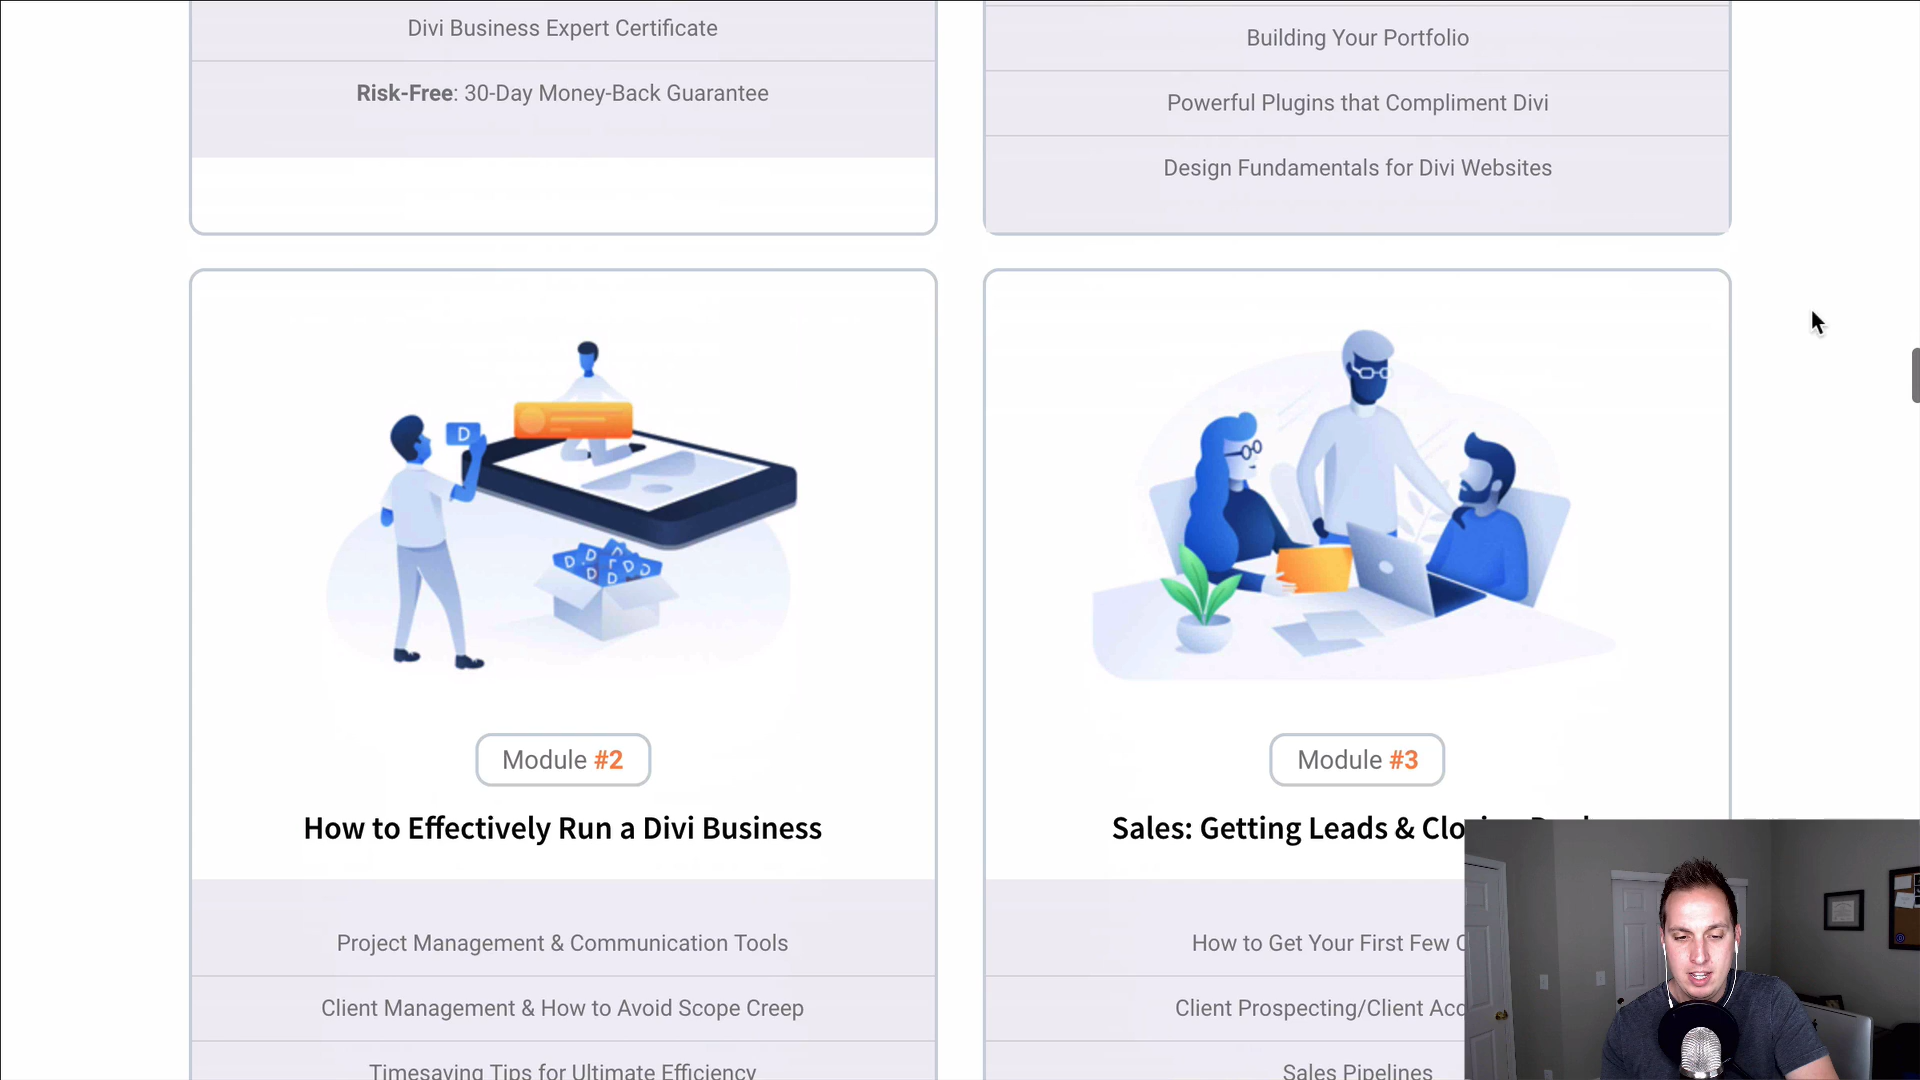 Divi Business Expert Certificate
Risk-Free: 30-Day Money-Back Guarantee
Building Your Portfolio
Powerful Plugins that Compliment Divi
Design Fundamentals for Divi Websites
D
D D D D D D
Module #2
How to Effectively Run a Divi Business
Project Management & Communication Tools
Client Management & How to Avoid Scope Creep
Timesaving Tips for Ultimate Efficiency
Module #3
Sales: Getting Leads &
How to Get Your First Few
Client Prospecting/Client
Sales Pipelines